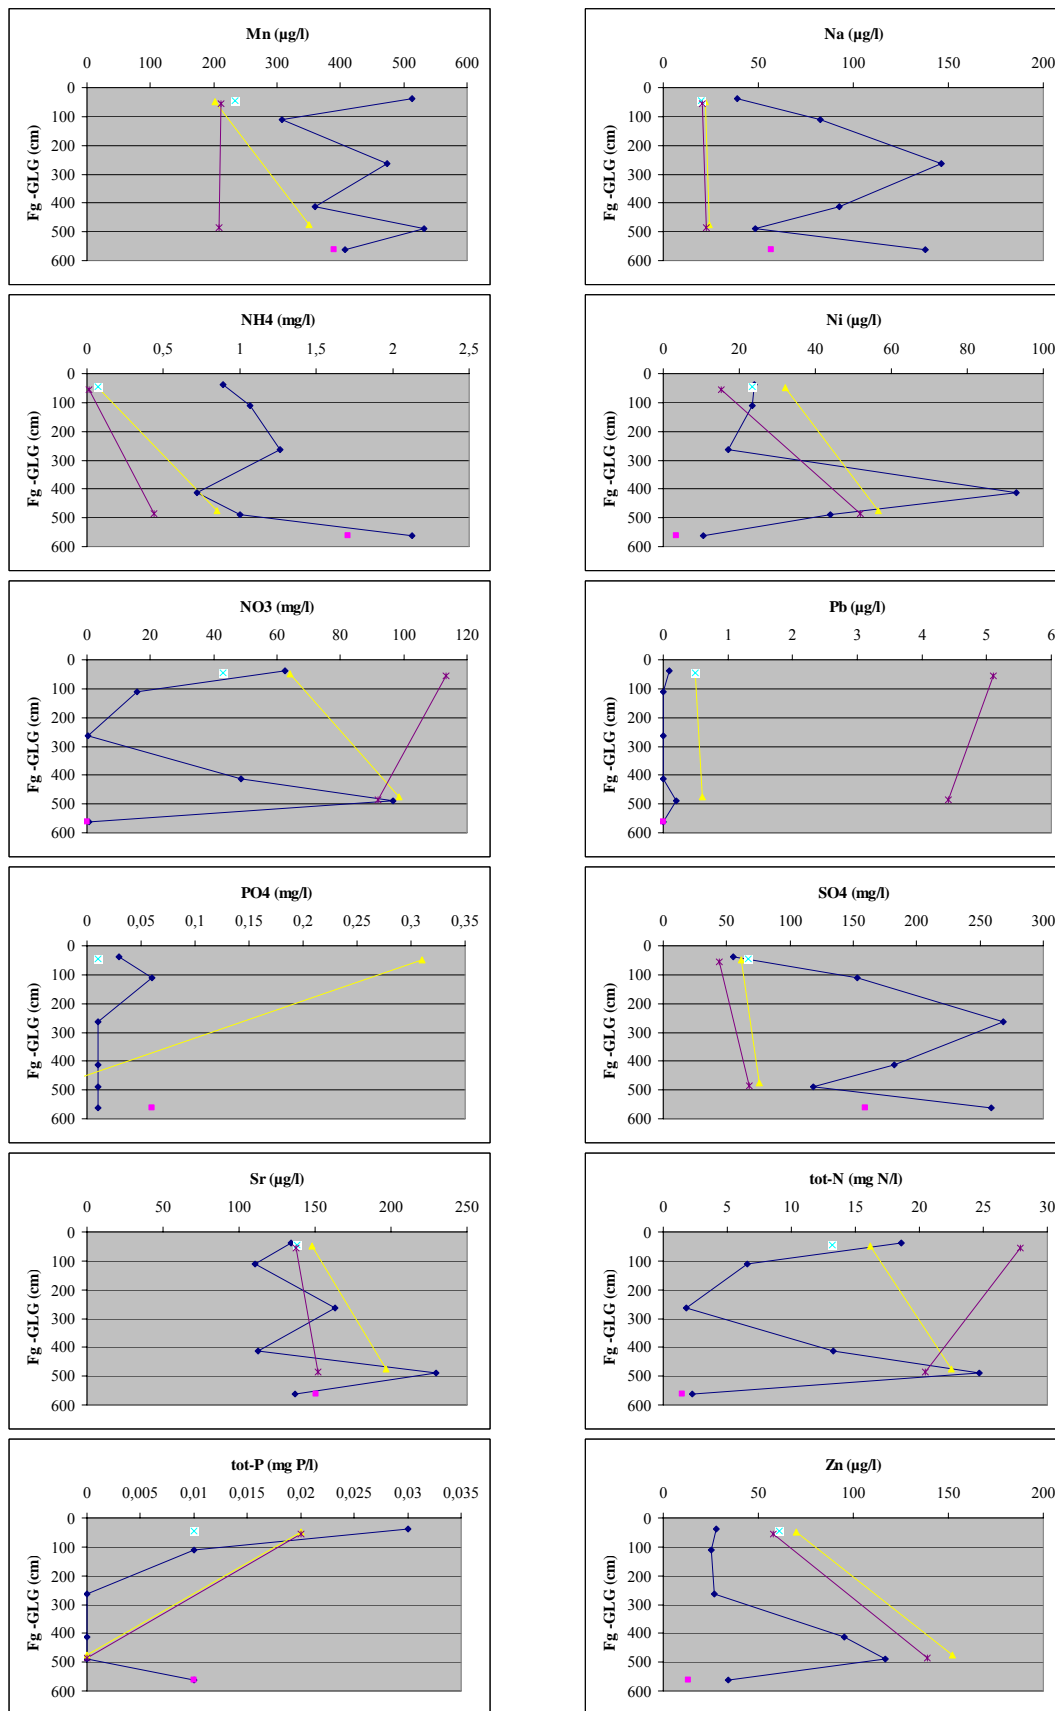 Mn (µg/l)
0 100 200 300 400 500 600
0
100
200
300
400
500
600
Fg -GLG (cm)
Na (µg/l)
0 50 100 150 200
0
100
200
300
400
500
600
Fg -GLG (cm)
NH4 (mg/l)
0 0,5 1 1,5 2 2,5
0
100
200
300
400
500
600
Fg -GLG (cm)
Ni (µg/l)
0 20 40 60 80 100
0
100
200
300
400
500
600
Fg -GLG (cm)
NO3 (mg/l)
0 20 40 60 80 100 120
0
100
200
300
400
500
600
Fg -GLG (cm)
Pb (µg/l)
0 1 2 3 4 5 6
0
100
200
300
400
500
600
Fg -GLG (cm)
PO4 (mg/l)
0 0,05 0,1 0,15 0,2 0,25 0,3 0,35
0
100
200
300
400
500
600
Fg -GLG (cm)
SO4 (mg/l)
0 50 100 150 200 250 300
0
100
200
300
400
500
600
Fg -GLG (cm)
Sr (µg/l)
0 50 100 150 200 250
0
100
200
300
400
500
600
Fg -GLG (cm)
tot-N (mg N/l)
0 5 10 15 20 25 30
0
100
200
300
400
500
600
Fg -GLG (cm)
tot-P (mg P/l)
0 0,005 0,01 0,015 0,02 0,025 0,03 0,035
0
100
200
300
400
500
600
Fg -GLG (cm)
Zn (µg/l)
0 50 100 150 200
0
100
200
300
400
500
600
Fg -GLG (cm)